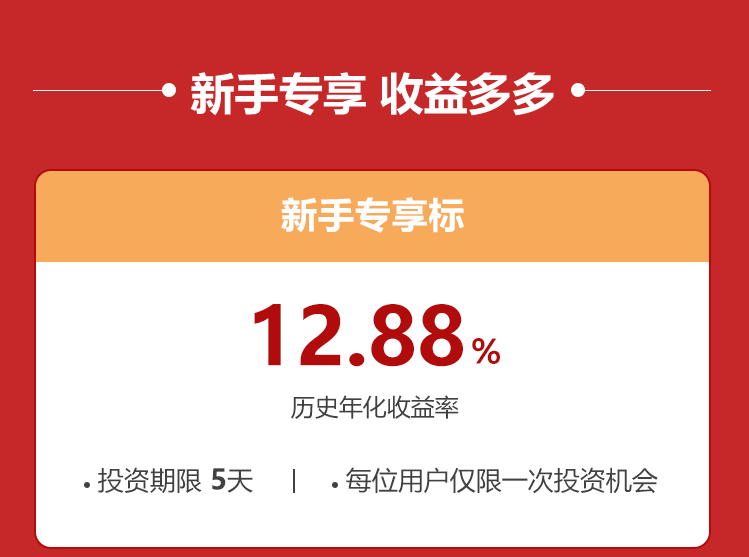 新手专享 收益多多
新手专享标
12.88%
历史年化收益率
• 投资期限 5天 | • 每位用户仅限一次投资机会